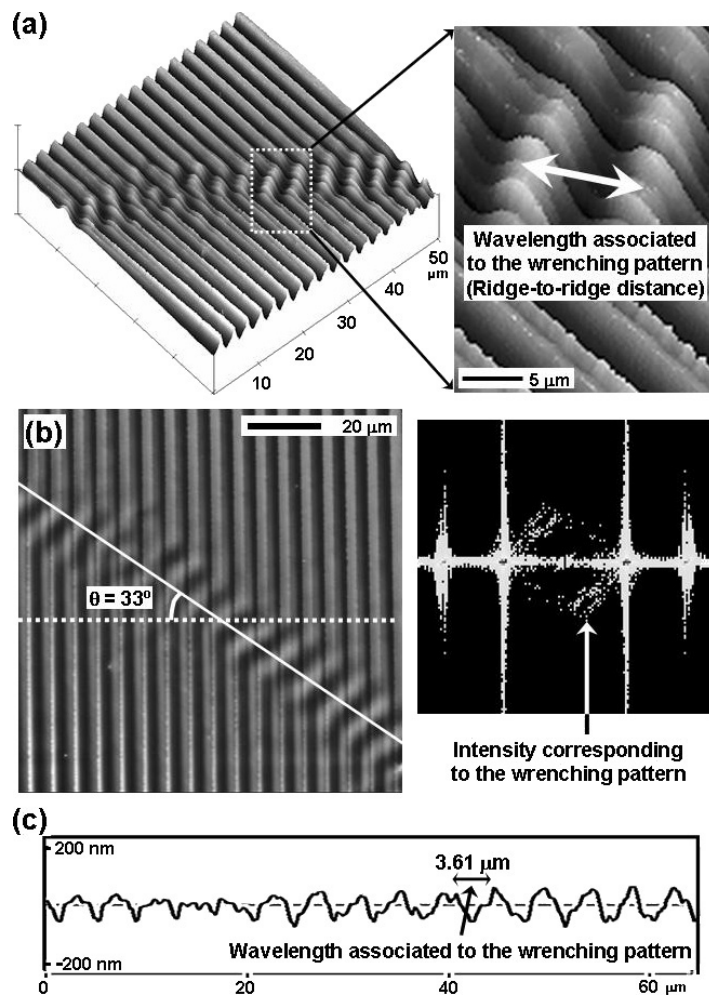 (a)
50
μm
40
30
20
10
Wavelength associated
to the wrenching pattern
(Ridge-to-ridge distance)
5 μm
(b)
20 μm
θ = 33º
Intensity corresponding
to the wrenching pattern
(c)
200 nm
3.61 μm
Wavelength associated to the wrenching pattern
-200 nm
0
20
40
60
μm